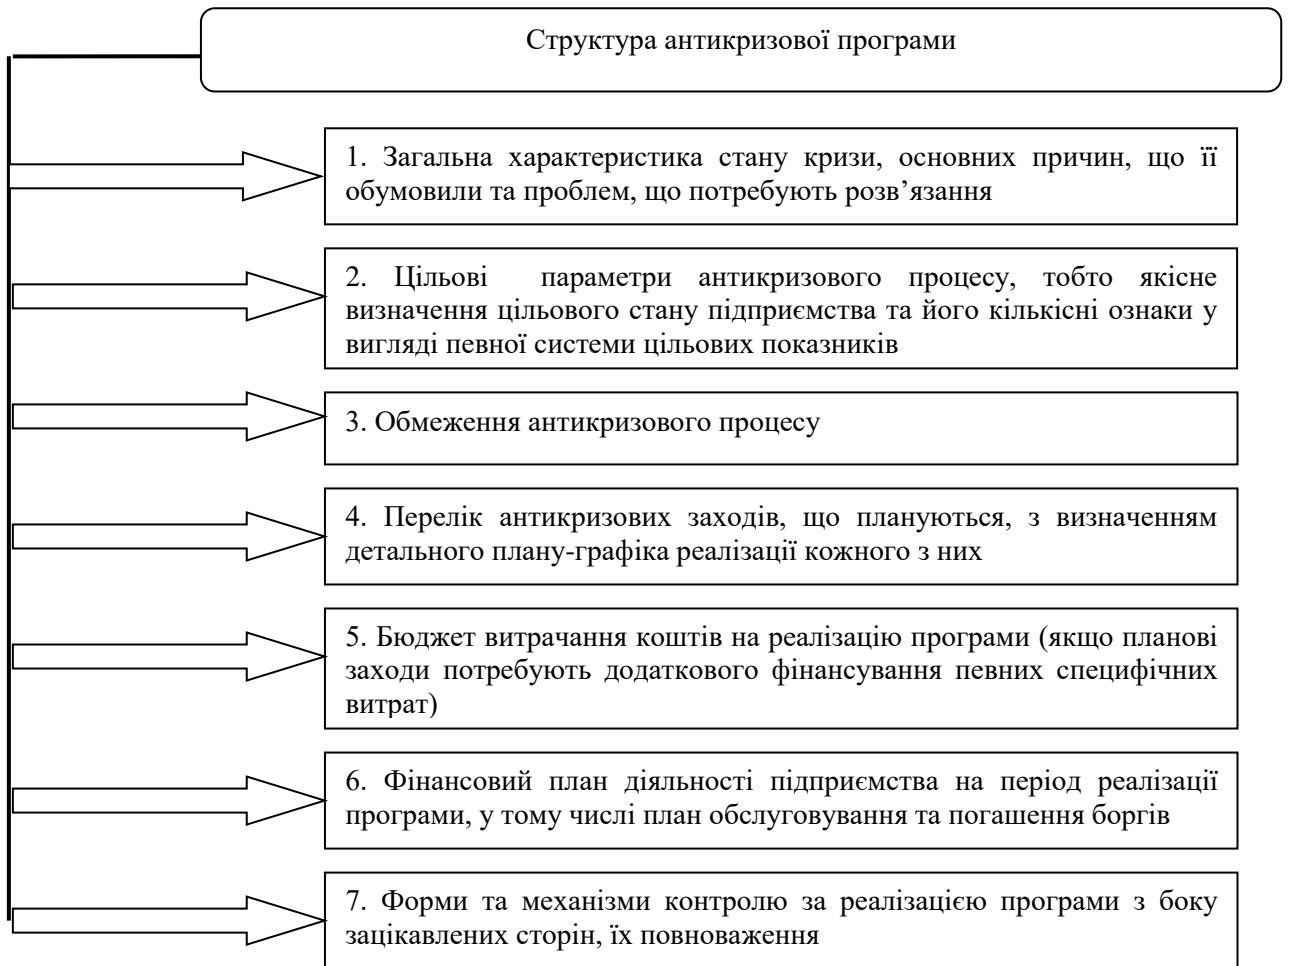 Структура антикризової програми
1. Загальна характеристика стану кризи, основних причин, що її
обумовили та проблем, що потребують розв’язання
2. Цільові параметри антикризового процесу, тобто якісне
визначення цільового стану підприємства та його кількісні ознаки у
вигляді певної системи цільових показників
3. Обмеження антикризового процесу
4. Перелік антикризових заходів, що плануються, з визначенням
детального плану-графіка реалізації кожного з них
5. Бюджет витрачання коштів на реалізацію програми (якщо планові
заходи потребують додаткового фінансування певних специфічних
витрат)
6. Фінансовий план діяльності підприємства на період реалізації
програми, у тому числі план обслуговування та погашення боргів
7. Форми та механізми контролю за реалізацією програми з боку
зацікавлених сторін, їх повноваження